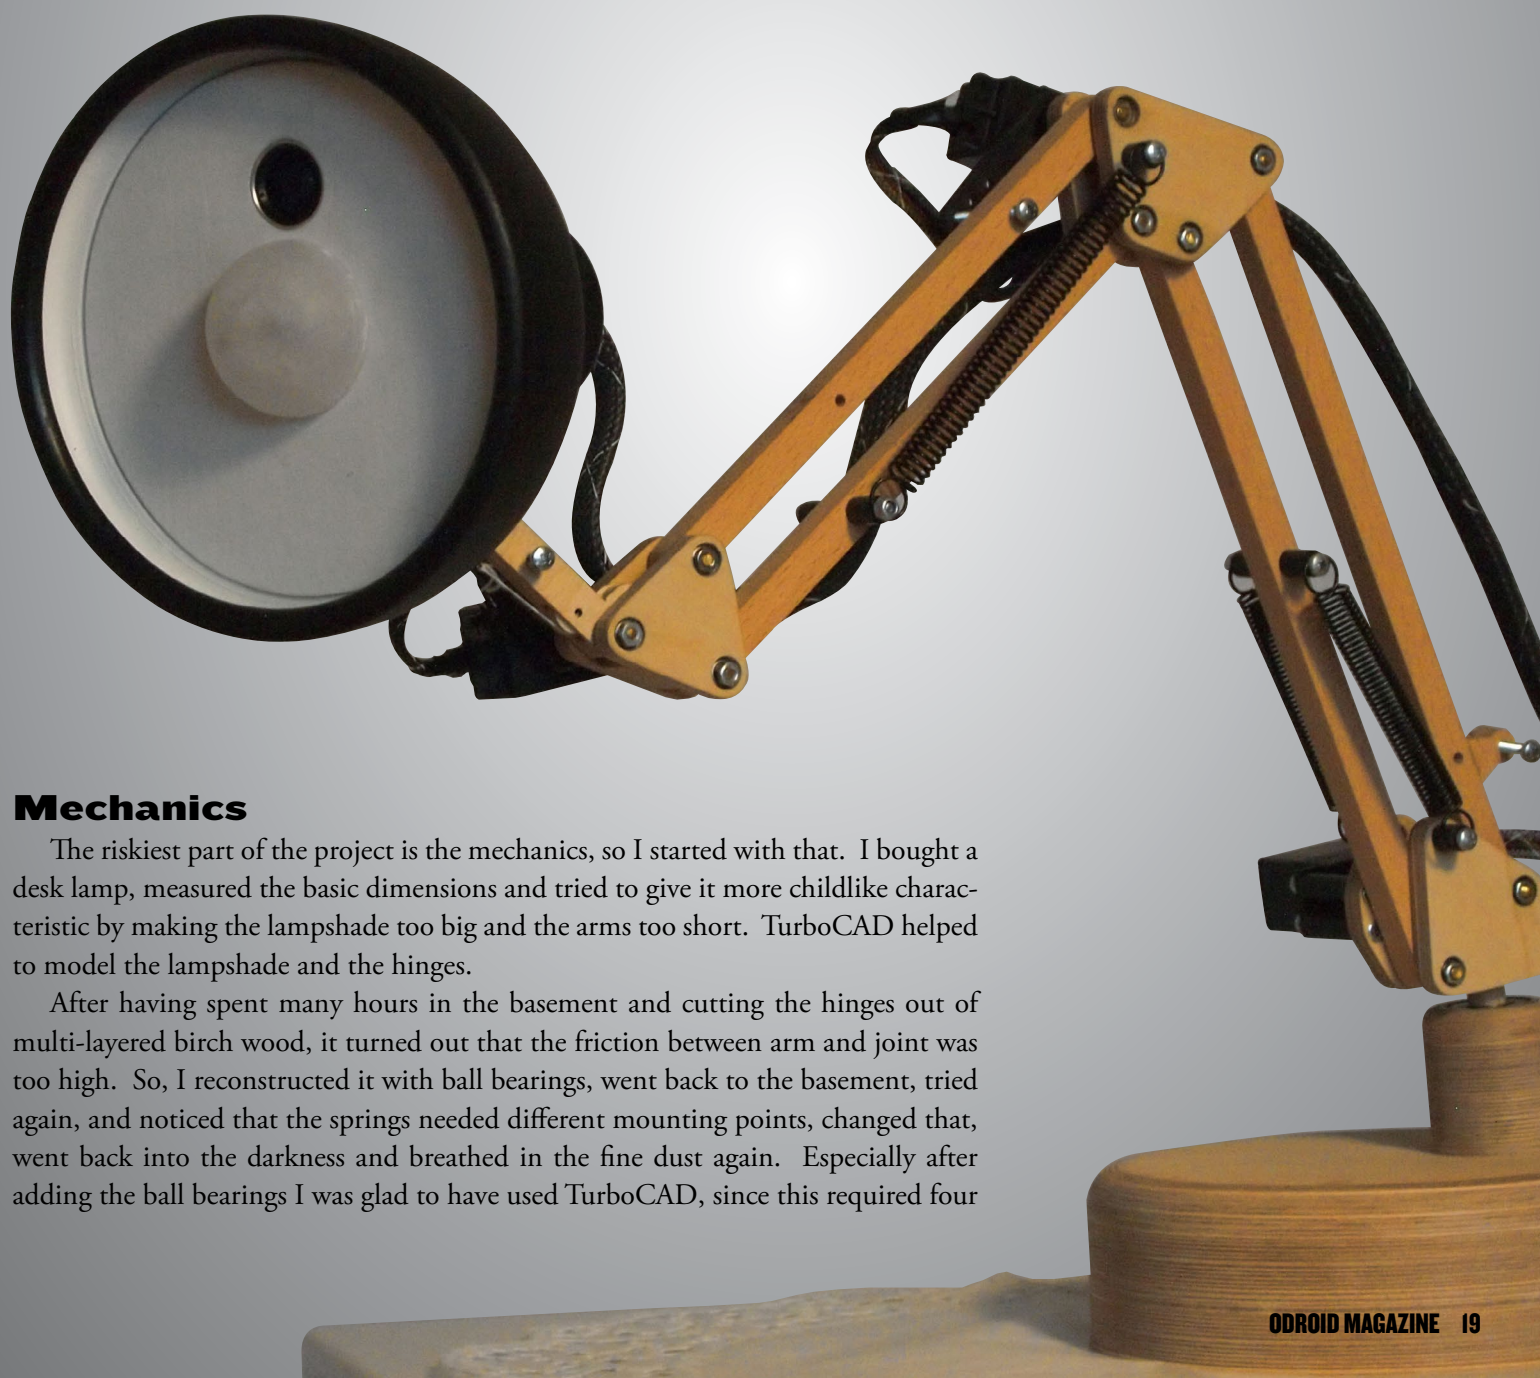 Mechanics
The riskiest part of the project is the mechanics, so I started with that. I bought a
desk lamp, measured the basic dimensions and tried to give it more childlike charac-
teristic by making the lampshade too big and the arms too short. TurboCAD helped
to model the lampshade and the hinges.
After having spent many hours in the basement and cutting the hinges out of
multi-layered birch wood, it turned out that the friction between arm and joint was
too high. So, I reconstructed it with ball bearings, went back to the basement, tried
again, and noticed that the springs needed different mounting points, changed that,
went back into the darkness and breathed in the fine dust again. Especially after
adding the ball bearings I was glad to have used TurboCAD, since this required four
ODROID MAGAZINE 19